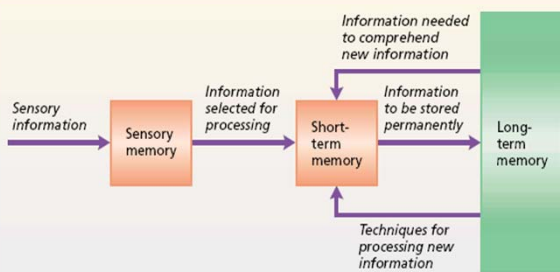 Information needed
to comprehend
new information
Sensory
information
Information
selected for
processing
Information
to be stored
permanently
Sensory
memory
Short-
term
memory
Long-
term
memory
Techniques for
processing new
information